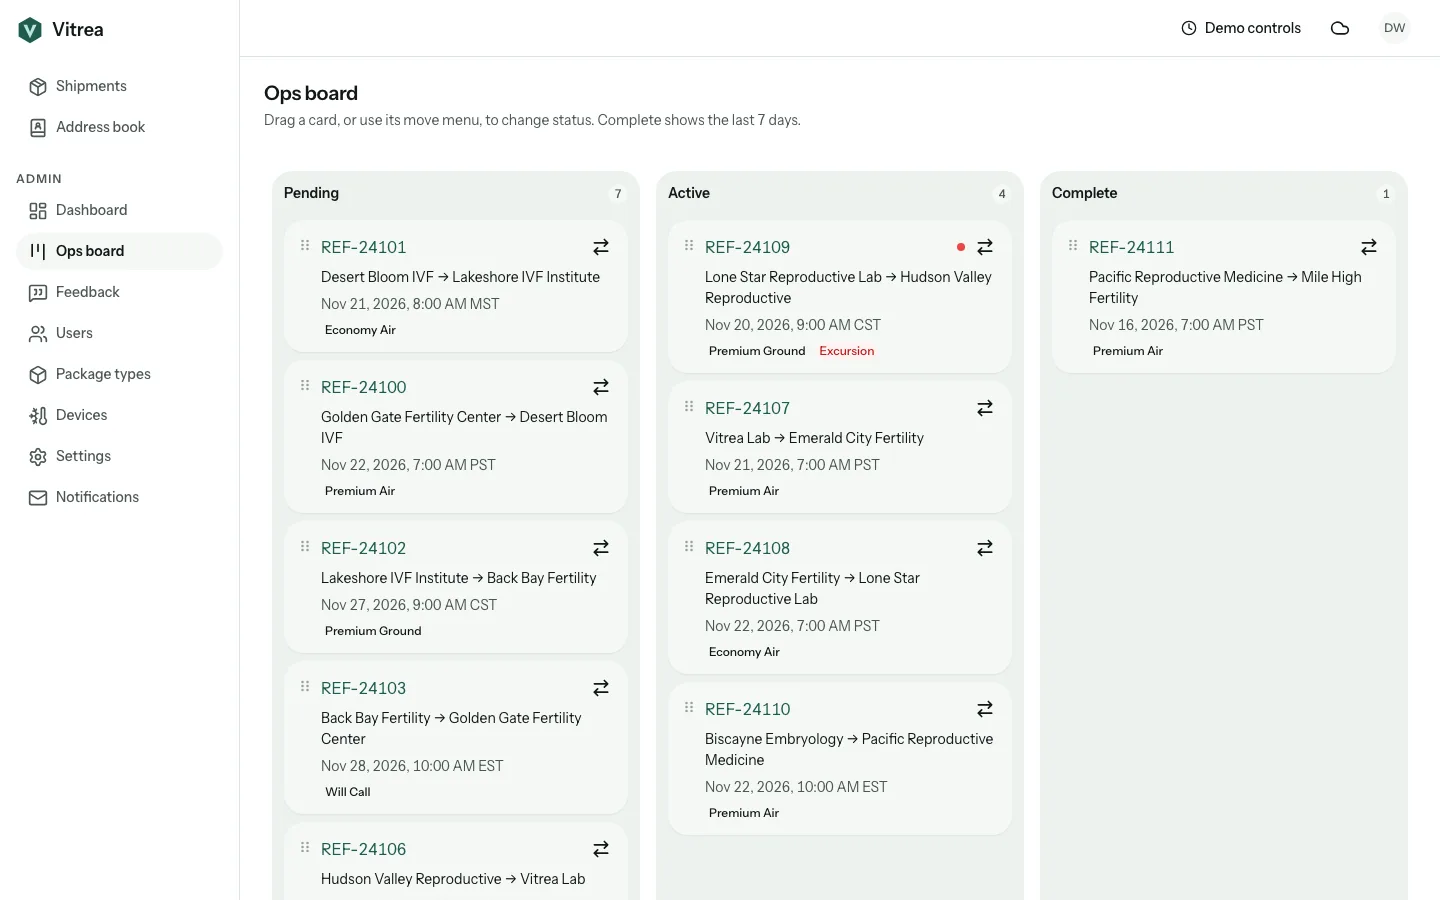 Vitrea
Demo controls
DW
Shipments
Address book
ADMIN
Dashboard
Ops board
Feedback
Users
Package types
Devices
Settings
Notifications
Ops board
Drag a card, or use its move menu, to change status. Complete shows the last 7 days.
Pending 7
REF-24101
Desert Bloom IVF → Lakeshore IVF Institute
Nov 21, 2026, 8:00 AM MST
Economy Air
REF-24100
Golden Gate Fertility Center → Desert Bloom
IVF
Nov 22, 2026, 7:00 AM PST
Premium Air
REF-24102
Lakeshore IVF Institute → Back Bay Fertility
Nov 27, 2026, 9:00 AM CST
Premium Ground
REF-24103
Back Bay Fertility → Golden Gate Fertility
Center
Nov 28, 2026, 10:00 AM EST
Will Call
REF-24106
Hudson Valley Reproductive → Vitrea Lab
Active 4
REF-24109
Lone Star Reproductive Lab → Hudson Valley
Reproductive
Nov 20, 2026, 9:00 AM CST
Premium Ground Excursion
REF-24107
Vitrea Lab → Emerald City Fertility
Nov 21, 2026, 7:00 AM PST
Premium Air
REF-24108
Emerald City Fertility → Lone Star
Reproductive Lab
Nov 22, 2026, 7:00 AM PST
Economy Air
REF-24110
Biscayne Embryology → Pacific Reproductive
Medicine
Nov 22, 2026, 10:00 AM EST
Premium Air
Complete 1
REF-24111
Pacific Reproductive Medicine → Mile High
Fertility
Nov 16, 2026, 7:00 AM PST
Premium Air